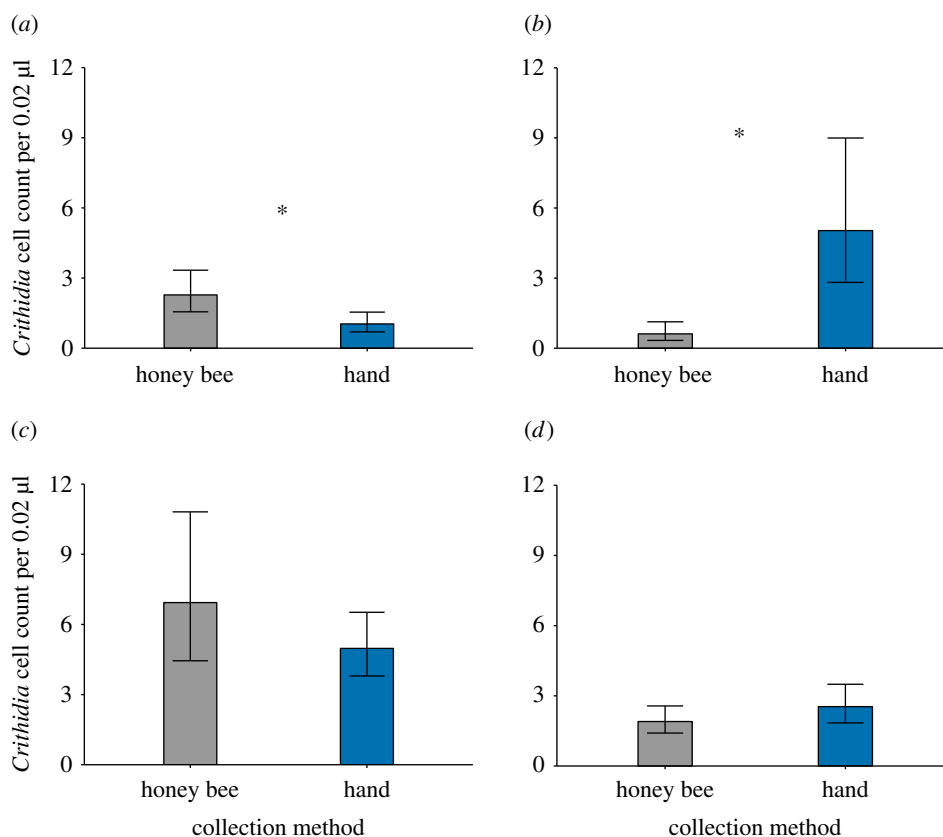 (a)
Crithidia cell count per 0.02 µl
12
9
6
3
0
*
honey bee
hand
(b)
12
9
6
3
0
*
honey bee
hand
(c)
Crithidia cell count per 0.02 µl
12
9
6
3
0
honey bee
hand
collection method
(d)
12
9
6
3
0
honey bee
hand
collection method